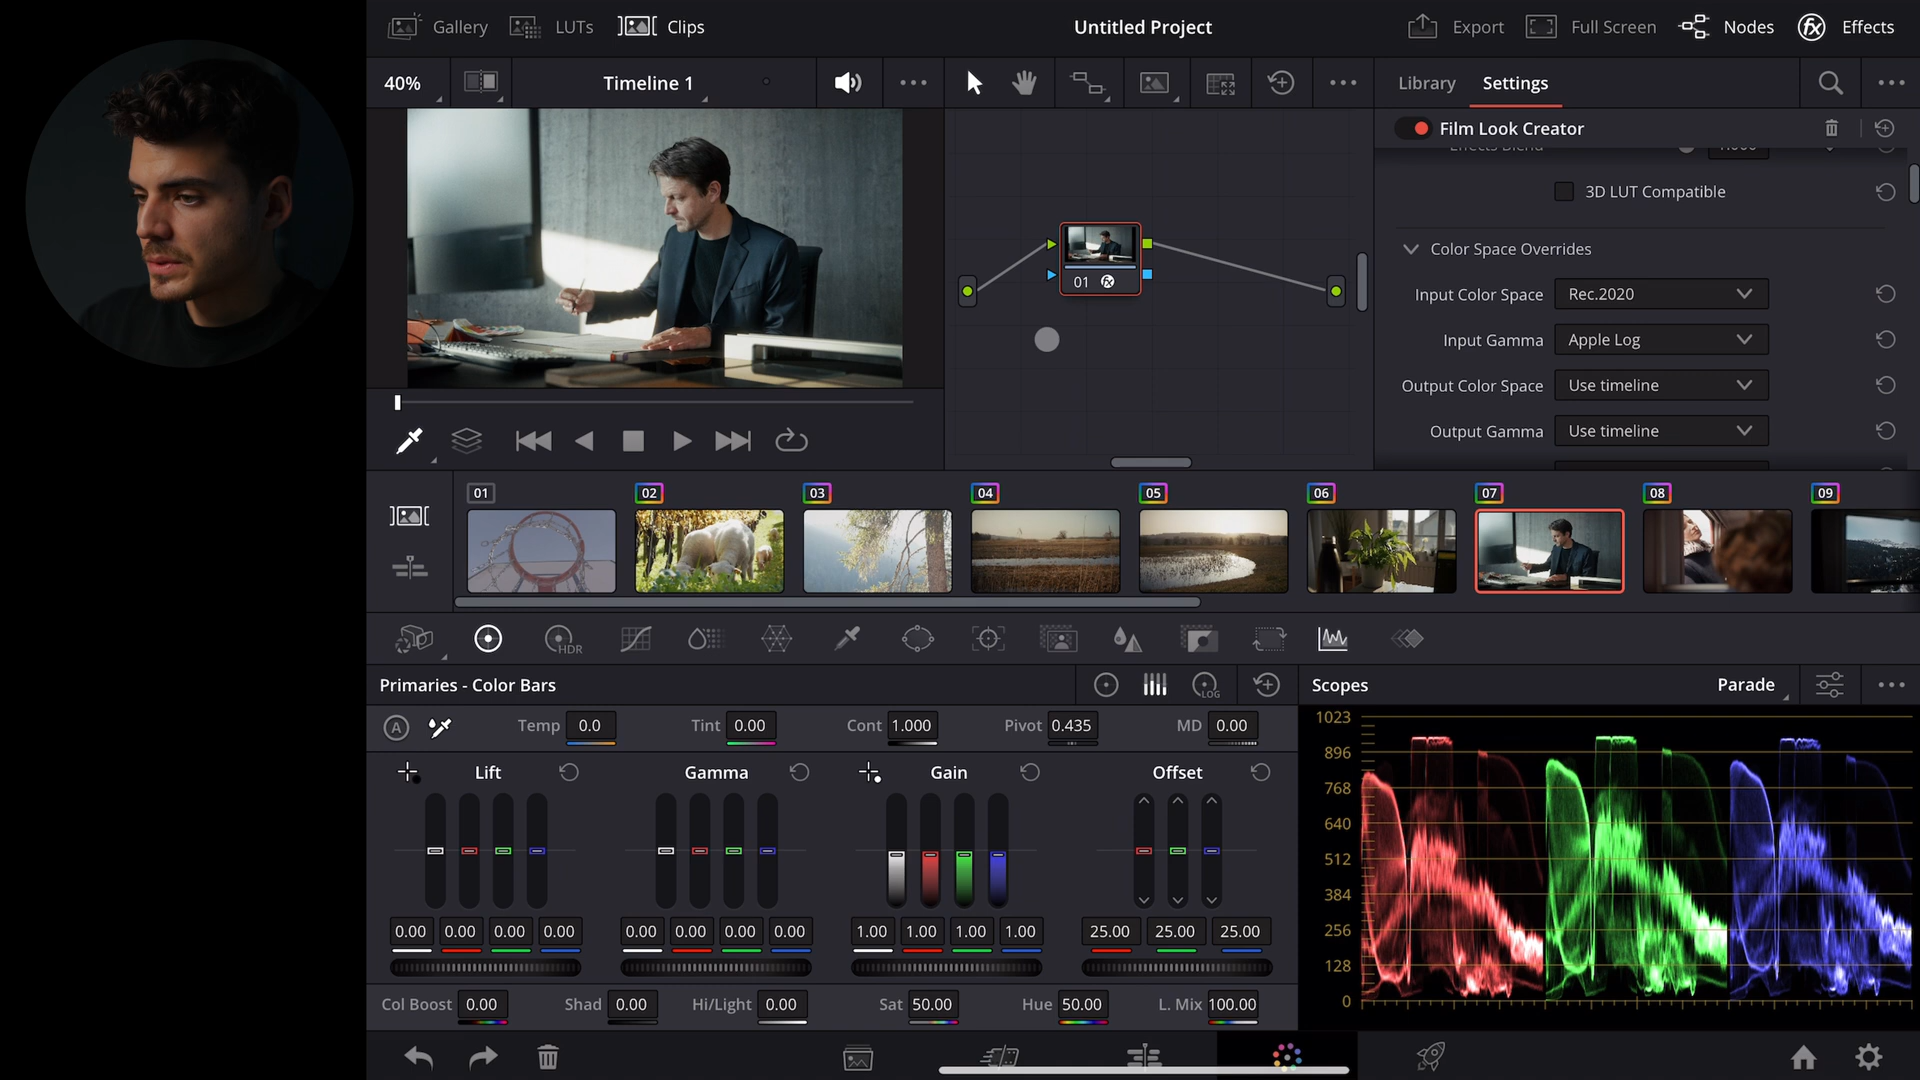 Gallery
LUTs
Clips
Untitled Project
Export
Full Screen
Nodes
Effects
40%
Timeline 1
Library
Settings
Film Look Creator
Effects Blend
1.000
3D LUT Compatible
Color Space Overrides
Input Color Space
Rec.2020
Input Gamma
Apple Log
Output Color Space
Use timeline
Output Gamma
Use timeline
01
fx
01
02
03
04
05
06
07
08
09
HDR
Primaries - Color Bars
LOG
Scopes
Parade
A
Temp
0.0
Tint
0.00
Cont
1.000
Pivot
0.435
MD
0.00
Lift
Gamma
Gain
Offset
0.00 0.00 0.00 0.00
0.00 0.00 0.00 0.00
1.00 1.00 1.00 1.00
25.00 25.00 25.00
Col Boost
0.00
Shad
0.00
Hi/Light
0.00
Sat
50.00
Hue
50.00
L. Mix
100.00
1023
896
768
640
512
384
256
128
0